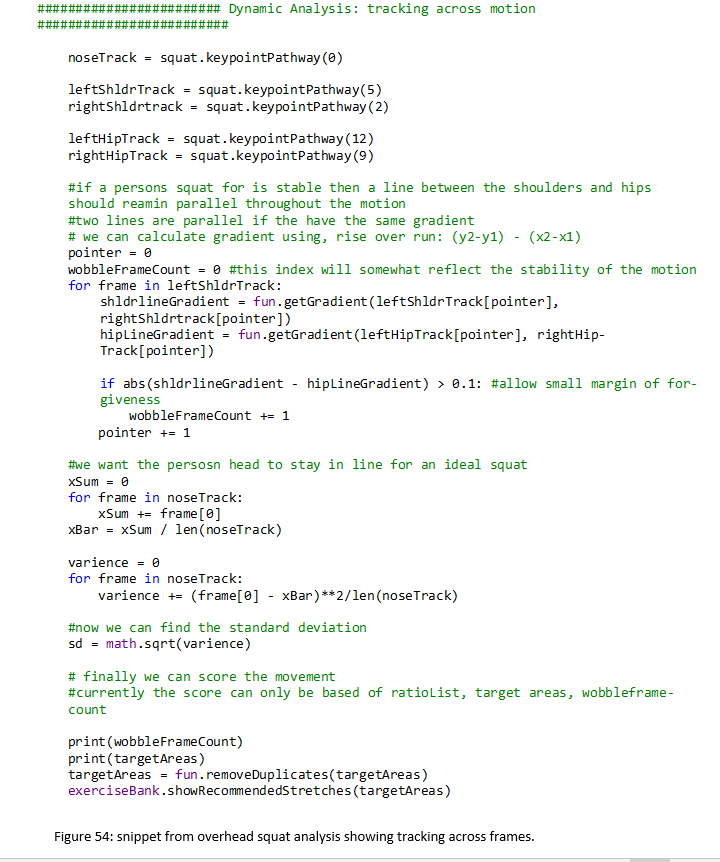 ######################## Dynamic Analysis: tracking across motion
#########################
noseTrack = squat.keypointPathway(0)
leftShldrTrack = squat.keypointPathway(5)
rightShldrtrack = squat.keypointPathway(2)
leftHipTrack = squat.keypointPathway(12)
rightHipTrack = squat.keypointPathway(9)
#if a persons squat for is stable then a line between the shoulders and hips
should reamin parallel throughout the motion
#two lines are parallel if the have the same gradient
# we can calculate gradient using, rise over run: (y2-y1) - (x2-x1)
pointer = 0
wobbleFrameCount = 0 #this index will somewhat reflect the stability of the motion
for frame in leftShldrTrack:
shldrlineGradient = fun.getGradient(leftShldrTrack[pointer],
rightShldrtrack[pointer])
hipLineGradient = fun.getGradient(leftHipTrack[pointer], rightHip-
Track[pointer])
if abs(shldrlineGradient - hipLineGradient) > 0.1: #allow small margin of for-
giveness
wobbleFrameCount += 1
pointer += 1
#we want the persosn head to stay in line for an ideal squat
xSum = 0
for frame in noseTrack:
xSum += frame[0]
xBar = xSum / len(noseTrack)
varience = 0
for frame in noseTrack:
varience += (frame[0] - xBar)**2/len(noseTrack)
#now we can find the standard deviation
sd = math.sqrt(varience)
# finally we can score the movement
#currently the score can only be based of ratioList, target areas, wobbleframe-
count
print(wobbleFrameCount)
print(targetAreas)
targetAreas = fun.removeDuplicates(targetAreas)
exerciseBank.showRecommendedStretches(targetAreas)
Figure 54: snippet from overhead squat analysis showing tracking across frames.